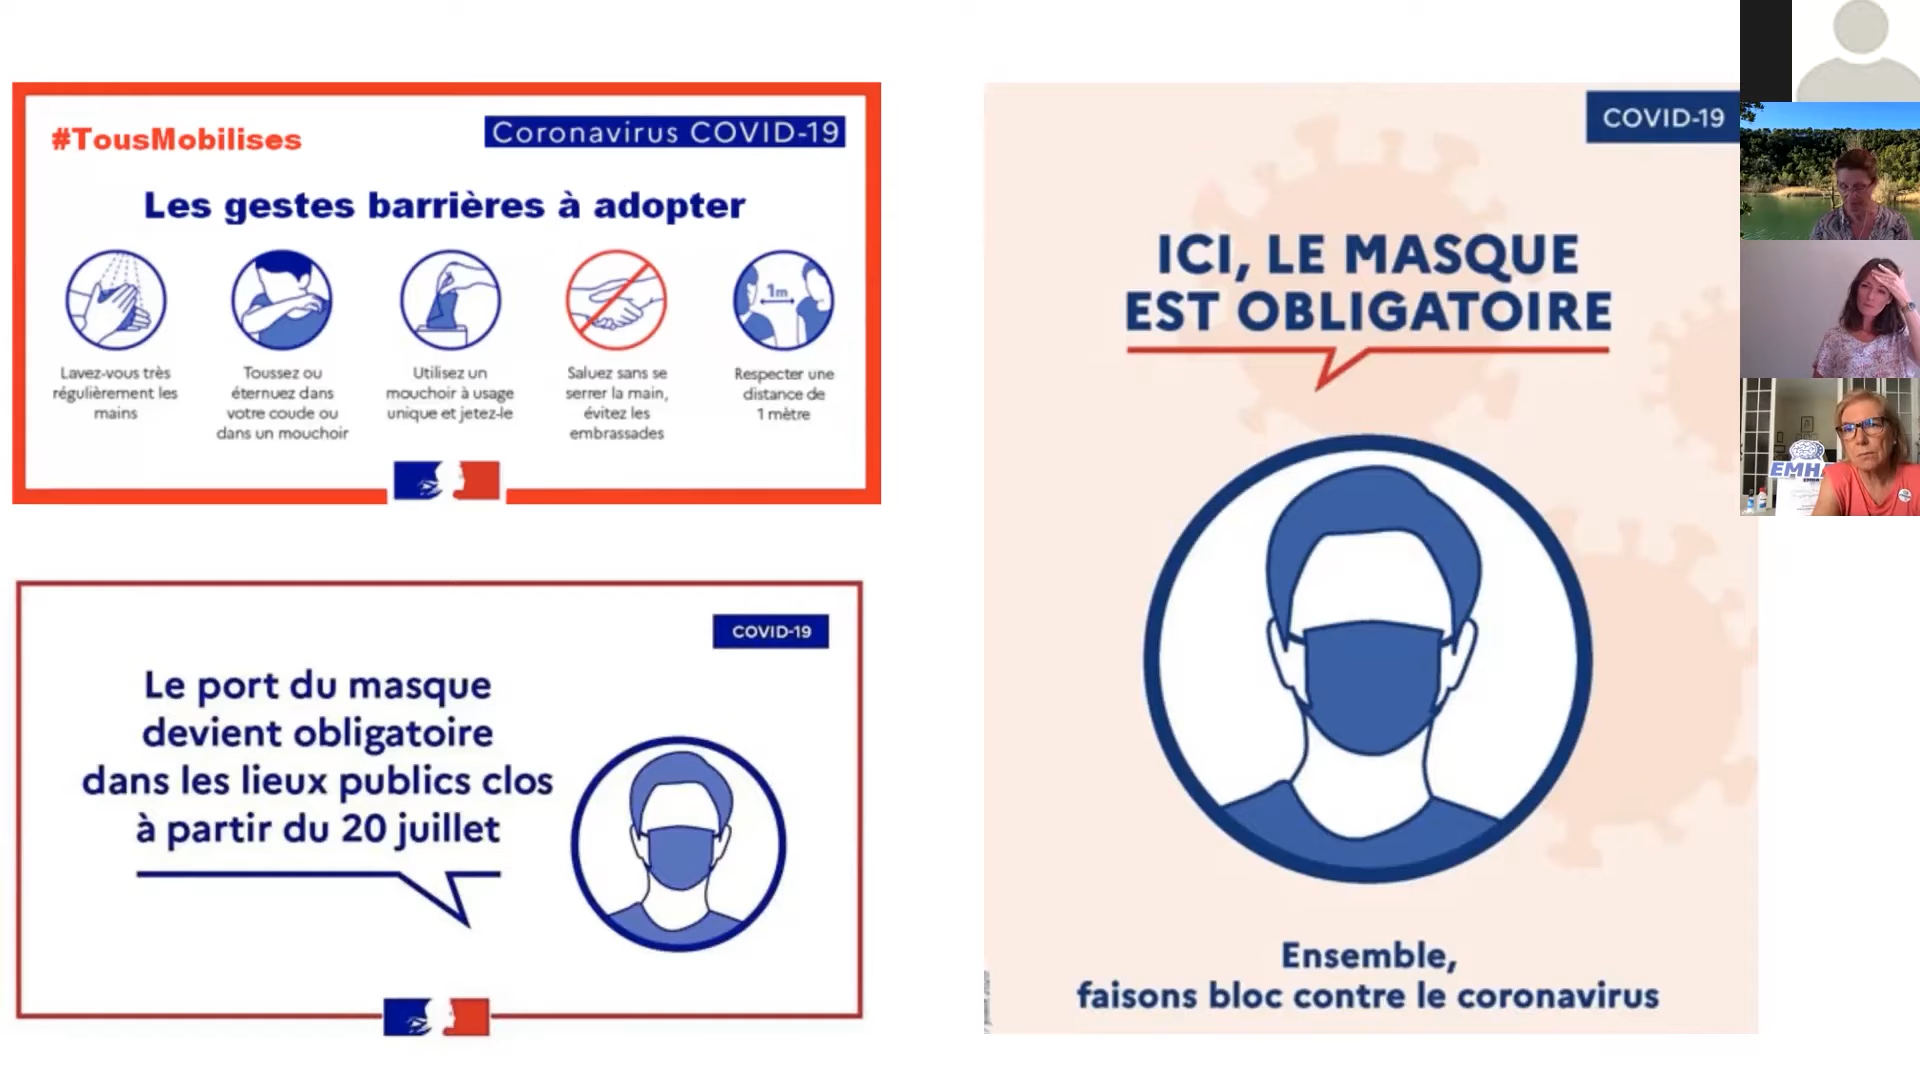 #TousMobilises
Coronavirus COVID-19
Les gestes barrières à adopter
Lavez-vous très
régulièrement les
mains
Toussez ou
éternuez dans
votre coude ou
dans un mouchoir
Utilisez un
mouchoir à usage
unique et jetez-le
Saluez sans se
serrer la main,
évitez les
embrassades
1m
Respecter une
distance de
1 mètre
COVID-19
Le port du masque
devient obligatoire
dans les lieux publics clos
à partir du 20 juillet
COVID-19
ICI, LE MASQUE
EST OBLIGATOIRE
Ensemble,
faisons bloc contre le coronavirus
EMHA